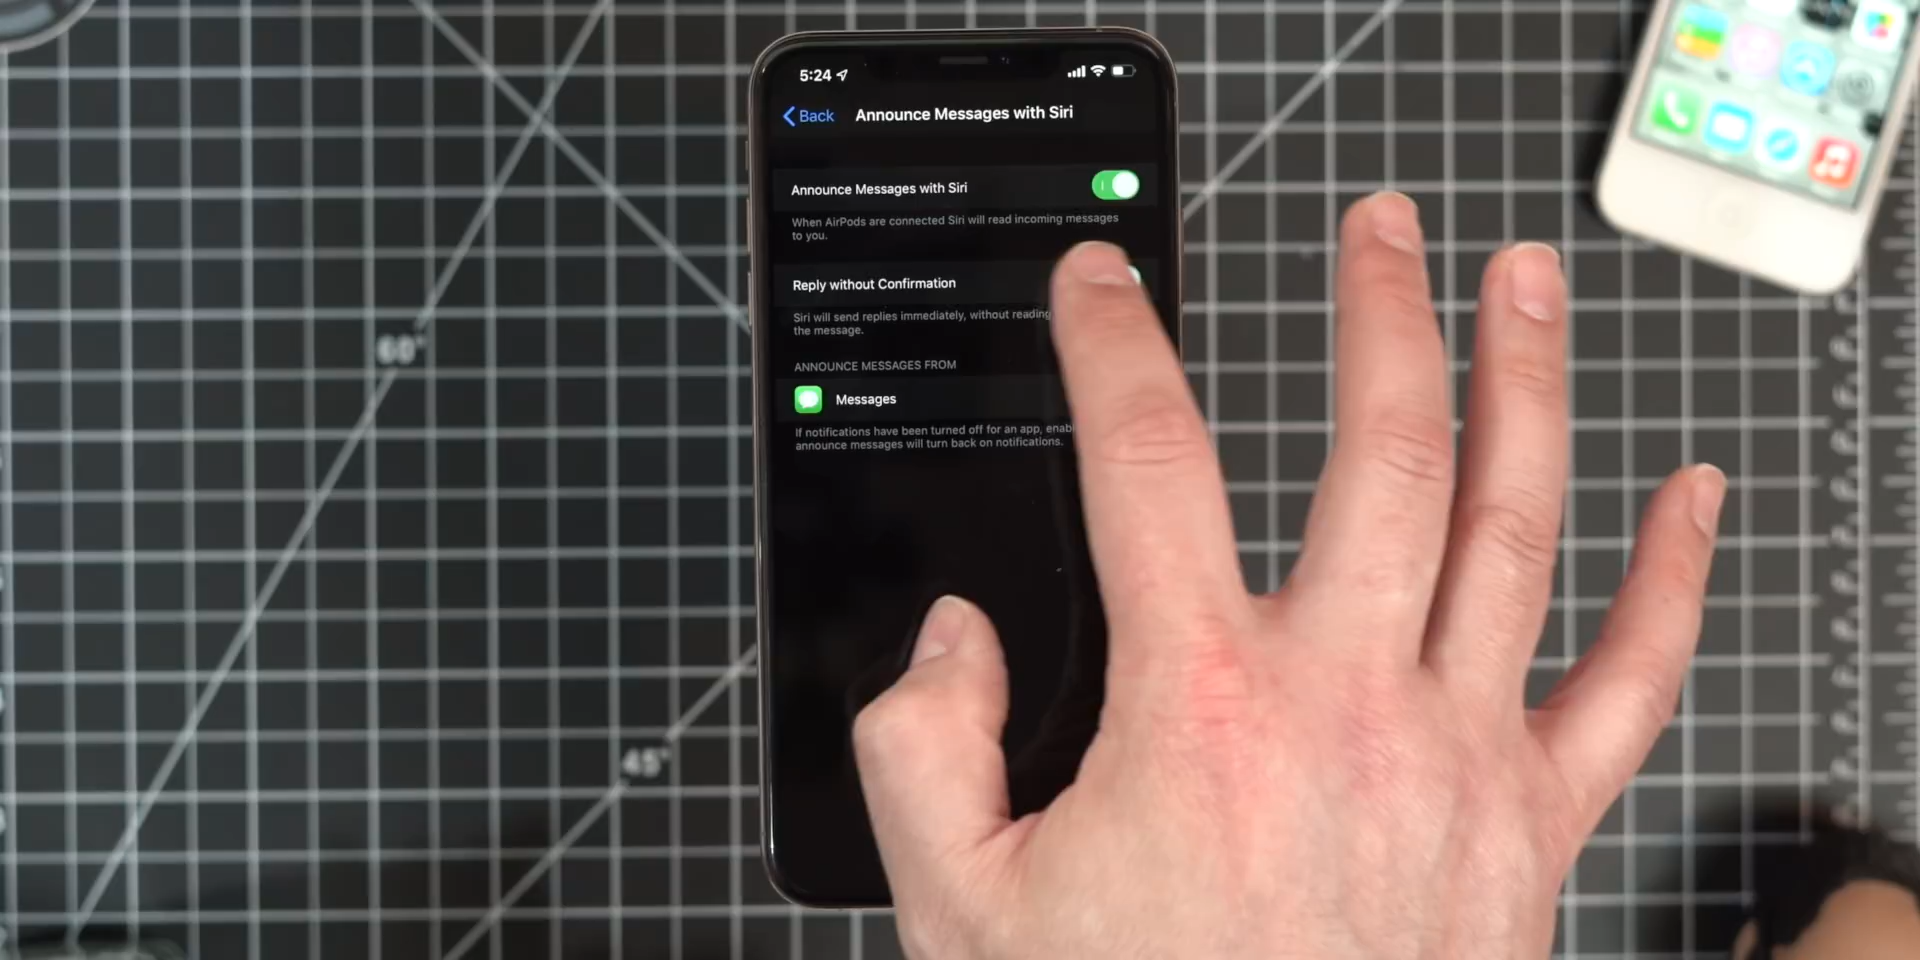 5:24
Back
Announce Messages with Siri
Announce Messages with Siri
When AirPods are connected Siri will read incoming messages
to you.
Reply without Confirmation
Siri will send replies immediately, without reading
the message.
ANNOUNCE MESSAGES FROM
Messages
If notifications have been turned off for an app,
announce messages will turn back on notifications.
60°
45°